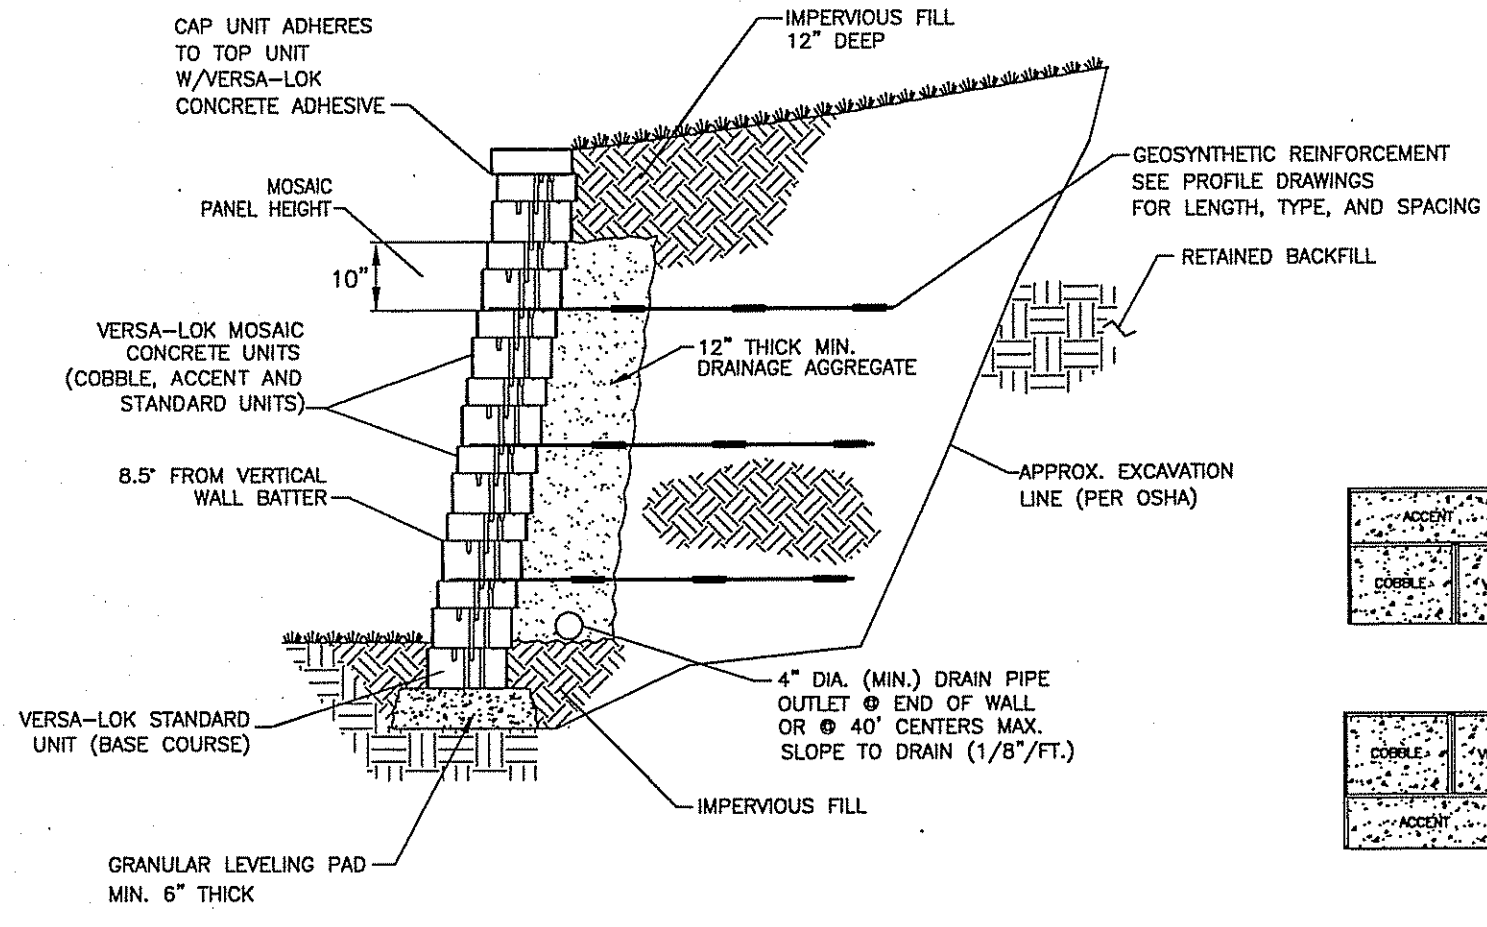 CAP UNIT ADHERES
TO TOP UNIT
W/VERSA-LOK
CONCRETE ADHESIVE
IMPERVIOUS FILL
12" DEEP
MOSAIC
PANEL HEIGHT
10"
GEOSYNTHETIC REINFORCEMENT
SEE PROFILE DRAWINGS
FOR LENGTH, TYPE, AND SPACING
RETAINED BACKFILL
VERSA-LOK MOSAIC
CONCRETE UNITS
(COBBLE, ACCENT AND
STANDARD UNITS)
12" THICK MIN.
DRAINAGE AGGREGATE
8.5° FROM VERTICAL
WALL BATTER
APPROX. EXCAVATION
LINE (PER OSHA)
ACCENT
COBBLE
4" DIA. (MIN.) DRAIN PIPE
OUTLET @ END OF WALL
OR @ 40' CENTERS MAX.
SLOPE TO DRAIN (1/8"/FT.)
VERSA-LOK STANDARD
UNIT (BASE COURSE)
COBBLE
ACCENT
IMPERVIOUS FILL
GRANULAR LEVELING PAD
MIN. 6" THICK